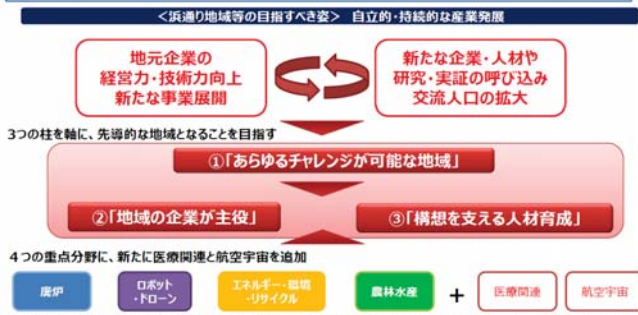 ＜浜通り地域等の目指すべき姿＞ 自立的・持続的な産業発展
地元企業の
経営力・技術力向上
新たな事業展開
新たな企業・人材や
研究・実証の呼び込み
交流人口の拡大
3つの柱を軸に、先導的な地域となることを目指す
①「あらゆるチャレンジが可能な地域」
②「地域の企業が主役」
③「構想を支える人材育成」
4つの重点分野に、新たに医療関連と航空宇宙を追加
廃炉
ロボット
・ドローン
エネルギー・環境
・リサイクル
農林水産
+
医療関連
航空宇宙